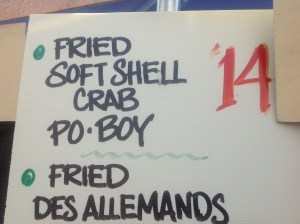 FRIED
SOFT SHELL
CRAB
PO·BOY
$14
FRIED
DES ALLEMANDS